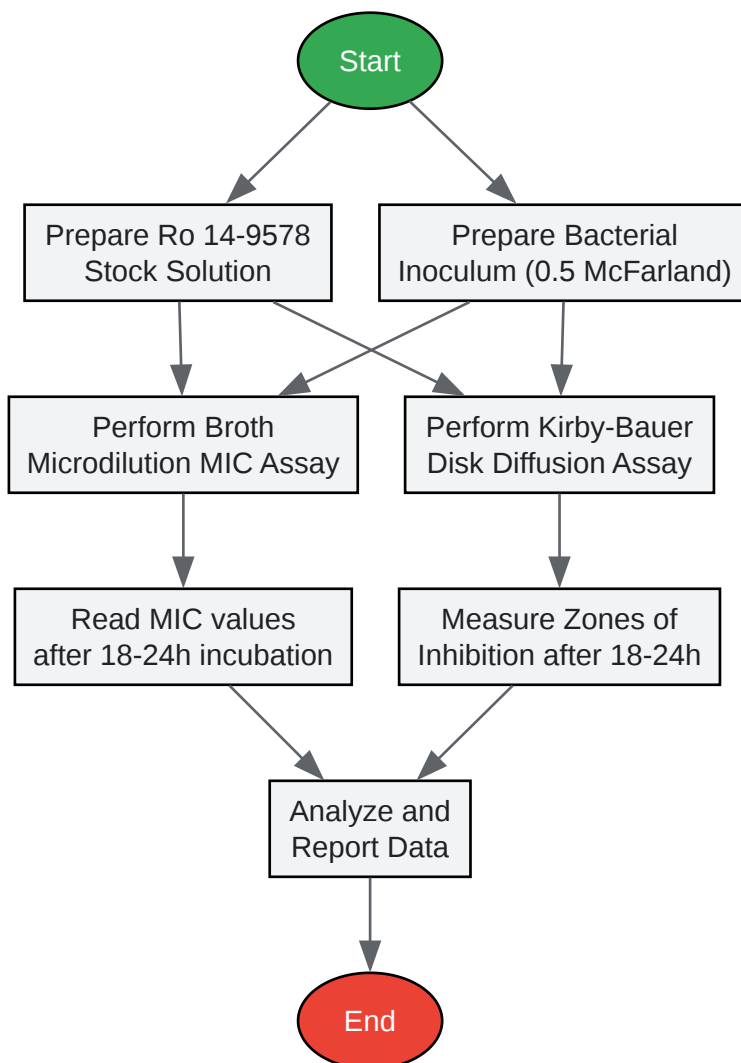 Start
Prepare Ro 14-9578
Stock Solution
Prepare Bacterial
Inoculum (0.5 McFarland)
Perform Broth
Microdilution MIC Assay
Perform Kirby-Bauer
Disk Diffusion Assay
Read MIC values
after 18-24h incubation
Measure Zones of
Inhibition after 18-24h
Analyze and
Report Data
End